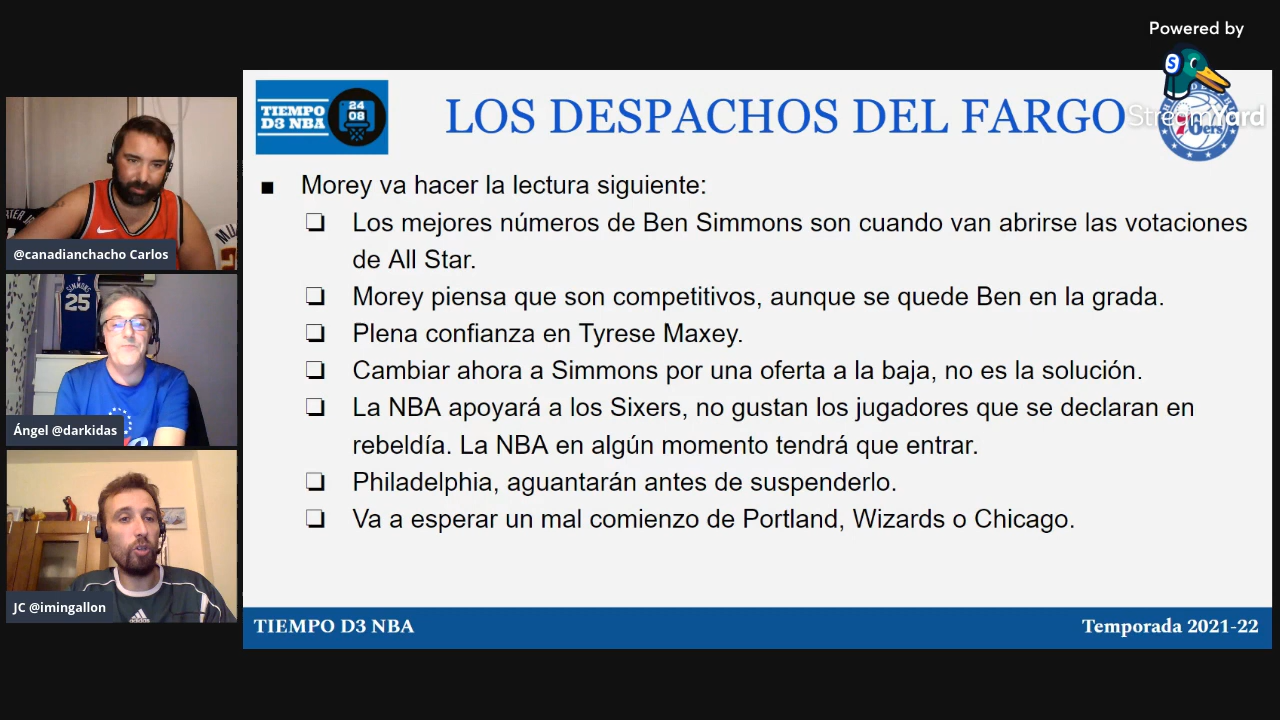 Powered by
StreamYard
TIEMPO
D3 NBA
24
08
LOS DESPACHOS DEL FARGO
76ers
■ Morey va hacer la lectura siguiente:
❏ Los mejores números de Ben Simmons son cuando van abrirse las votaciones
de All Star.
❏ Morey piensa que son competitivos, aunque se quede Ben en la grada.
❏ Plena confianza en Tyrese Maxey.
❏ Cambiar ahora a Simmons por una oferta a la baja, no es la solución.
❏ La NBA apoyará a los Sixers, no gustan los jugadores que se declaran en
rebeldía. La NBA en algún momento tendrá que entrar.
❏ Philadelphia, aguantarán antes de suspenderlo.
❏ Va a esperar un mal comienzo de Portland, Wizards o Chicago.
TIEMPO D3 NBA
Temporada 2021-22
@canadianchacho Carlos
SIMMONS
25
Ángel @darkidas
adidas
JC @imingallon